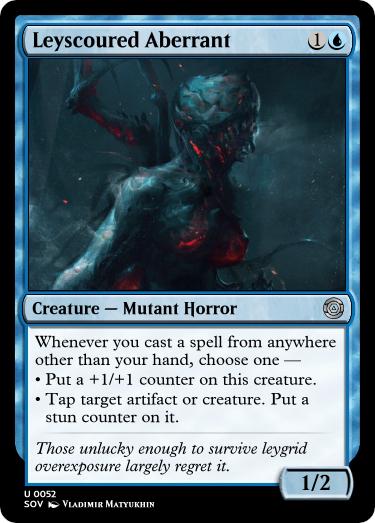 Leyscoured Aberrant 1
Creature — Mutant Horror
Whenever you cast a spell from anywhere
other than your hand, choose one —
• Put a +1/+1 counter on this creature.
• Tap target artifact or creature. Put a
stun counter on it.
Those unlucky enough to survive leygrid
overexposure largely regret it.
1/2
U 0052
SOV Vladimir Matyukhin